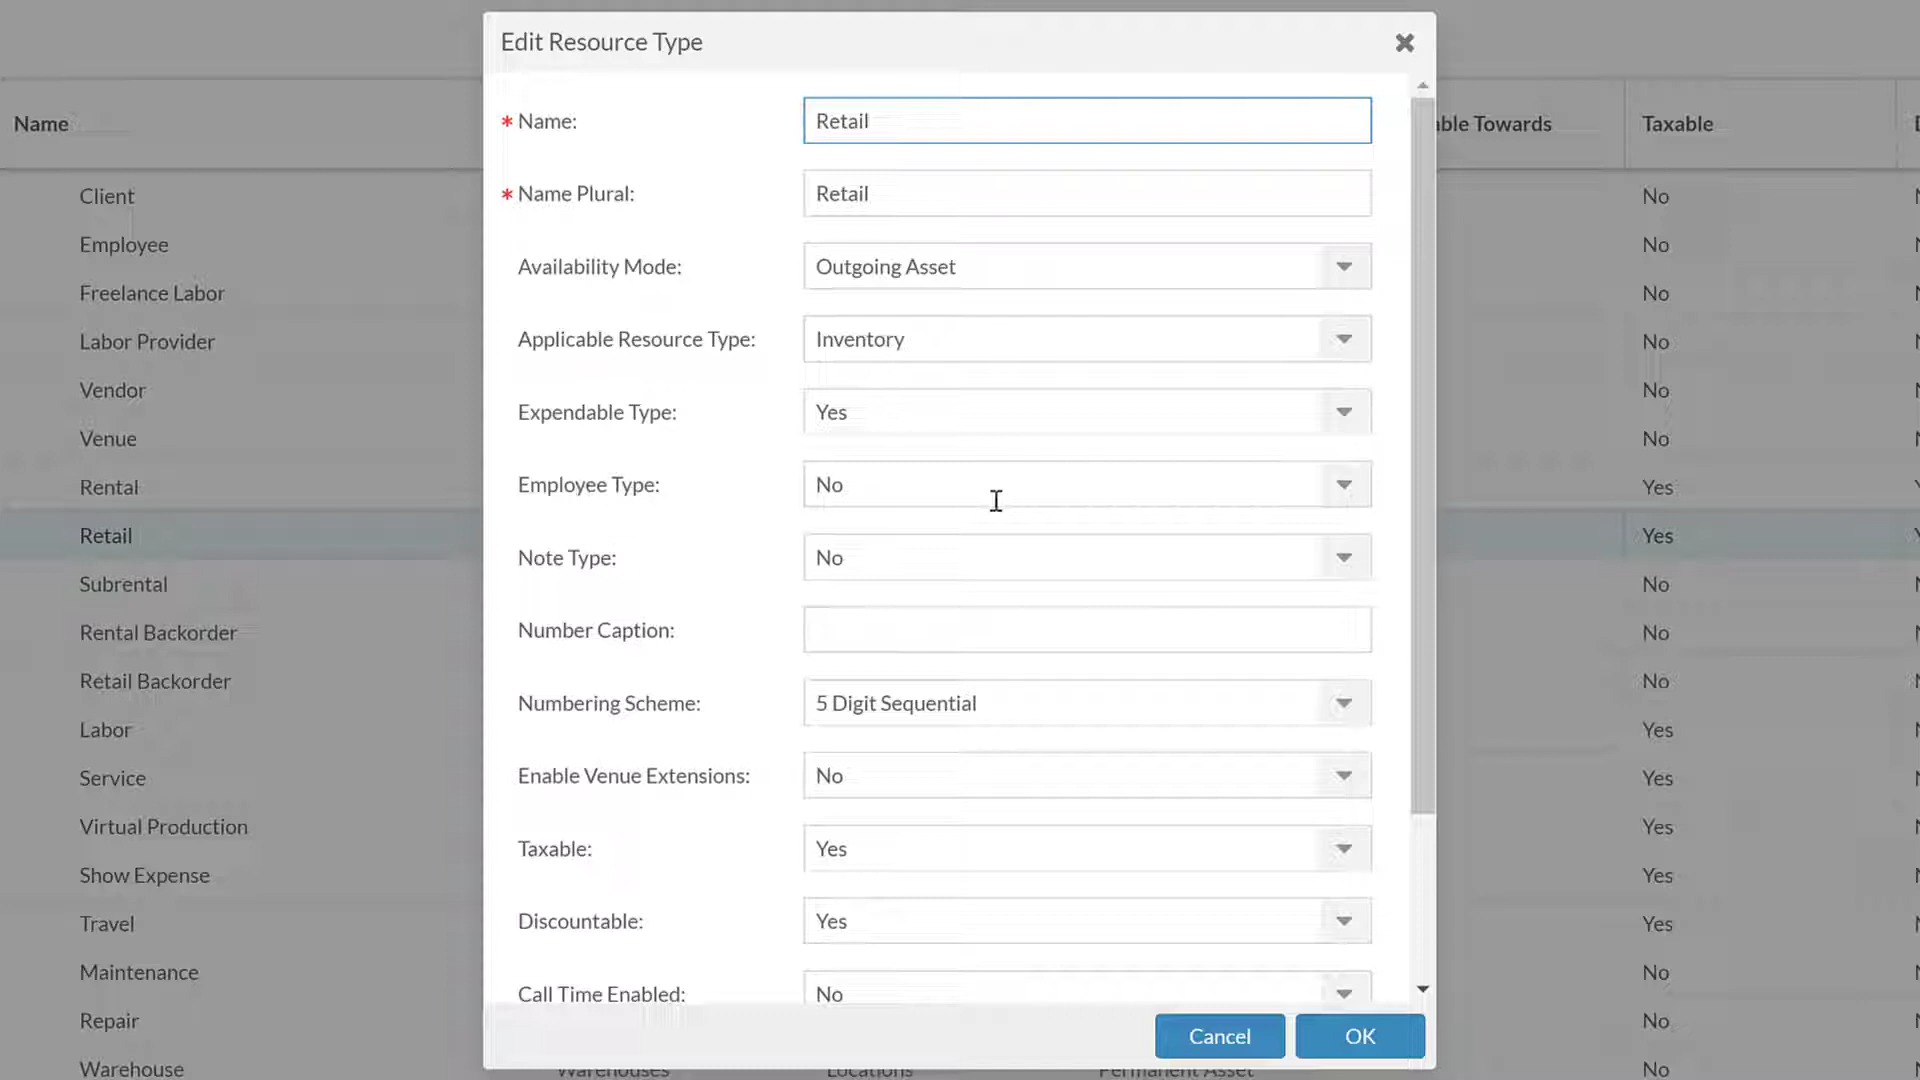 Edit Resource Type
Name
ble Towards
Taxable
* Name: Retail
* Name Plural: Retail
Availability Mode: Outgoing Asset
Applicable Resource Type: Inventory
Expendable Type: Yes
Employee Type: No
Note Type: No
Number Caption:
Numbering Scheme: 5 Digit Sequential
Enable Venue Extensions: No
Taxable: Yes
Discountable: Yes
Call Time Enabled: No
Cancel
OK
Client No
Employee No
Freelance Labor No
Labor Provider No
Vendor No
Venue No
Rental Yes
Retail Yes
Subrental No
Rental Backorder No
Retail Backorder No
Labor Yes
Service Yes
Virtual Production Yes
Show Expense Yes
Travel Yes
Maintenance No
Repair No
Warehouse Warehouses Locations Permanent Asset No